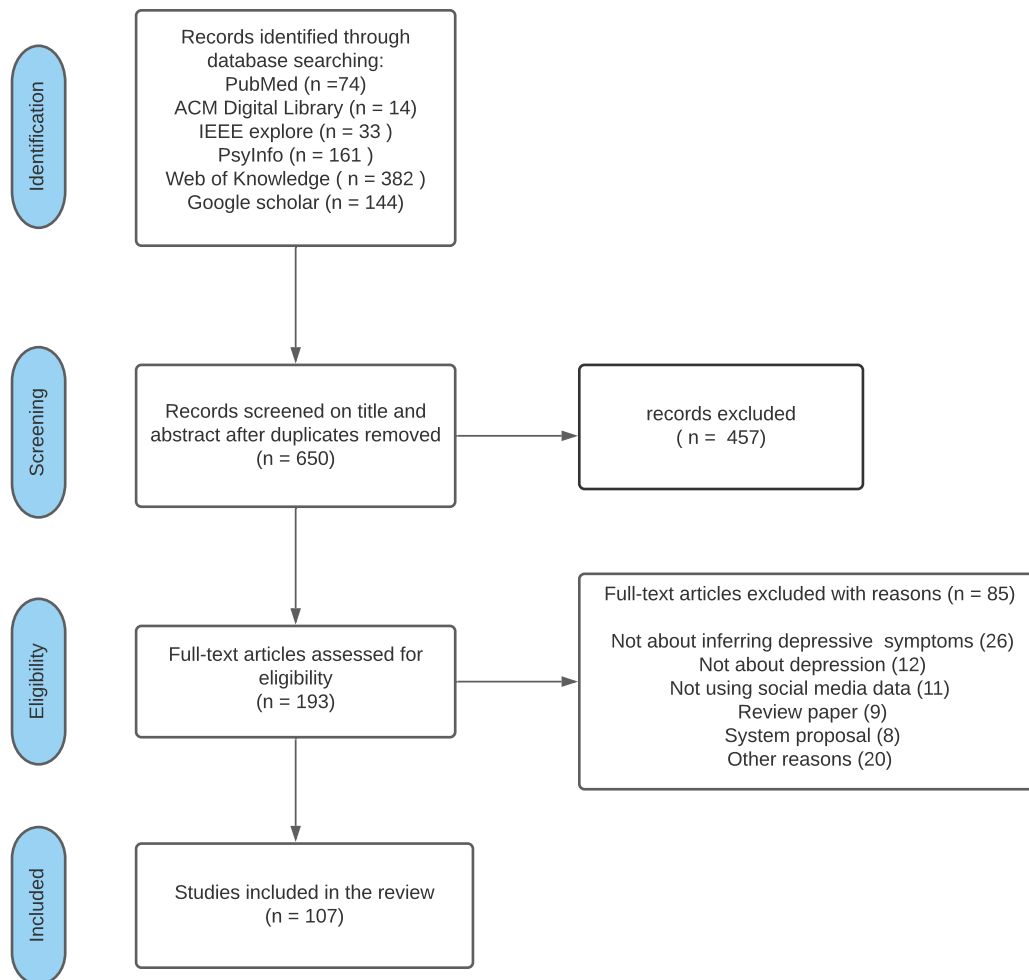 Identification
Records identified through
database searching:
PubMed (n =74)
ACM Digital Library (n = 14)
IEEE explore (n = 33 )
PsyInfo (n = 161 )
Web of Knowledge ( n = 382 )
Google scholar (n = 144)
Screening
Records screened on title and
abstract after duplicates removed
(n = 650)
records excluded
( n =  457)
Eligibility
Full-text articles assessed for
eligibility
(n = 193)
Full-text articles excluded with reasons (n = 85)
Not about inferring depressive  symptoms (26)
Not about depression (12)
Not using social media data (11)
Review paper (9)
System proposal (8)
Other reasons (20)
Included
Studies included in the review
(n = 107)